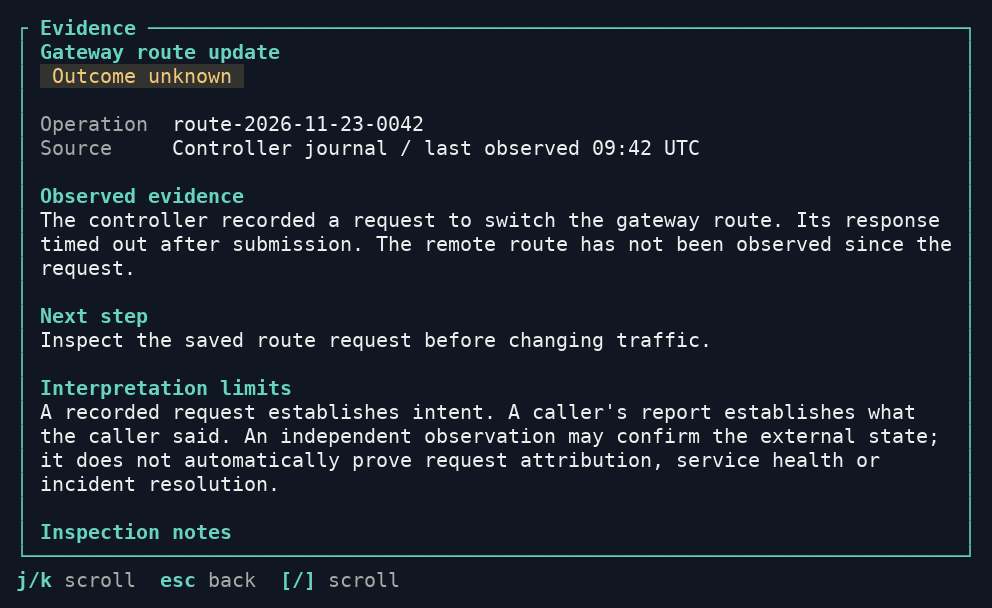 Evidence
Gateway route update
Outcome unknown
Operation  route-2026-11-23-0042
Source     Controller journal / last observed 09:42 UTC
Observed evidence
The controller recorded a request to switch the gateway route. Its response
timed out after submission. The remote route has not been observed since the
request.
Next step
Inspect the saved route request before changing traffic.
Interpretation limits
A recorded request establishes intent. A caller's report establishes what
the caller said. An independent observation may confirm the external state;
it does not automatically prove request attribution, service health or
incident resolution.
Inspection notes
j/k scroll  esc back  [/] scroll